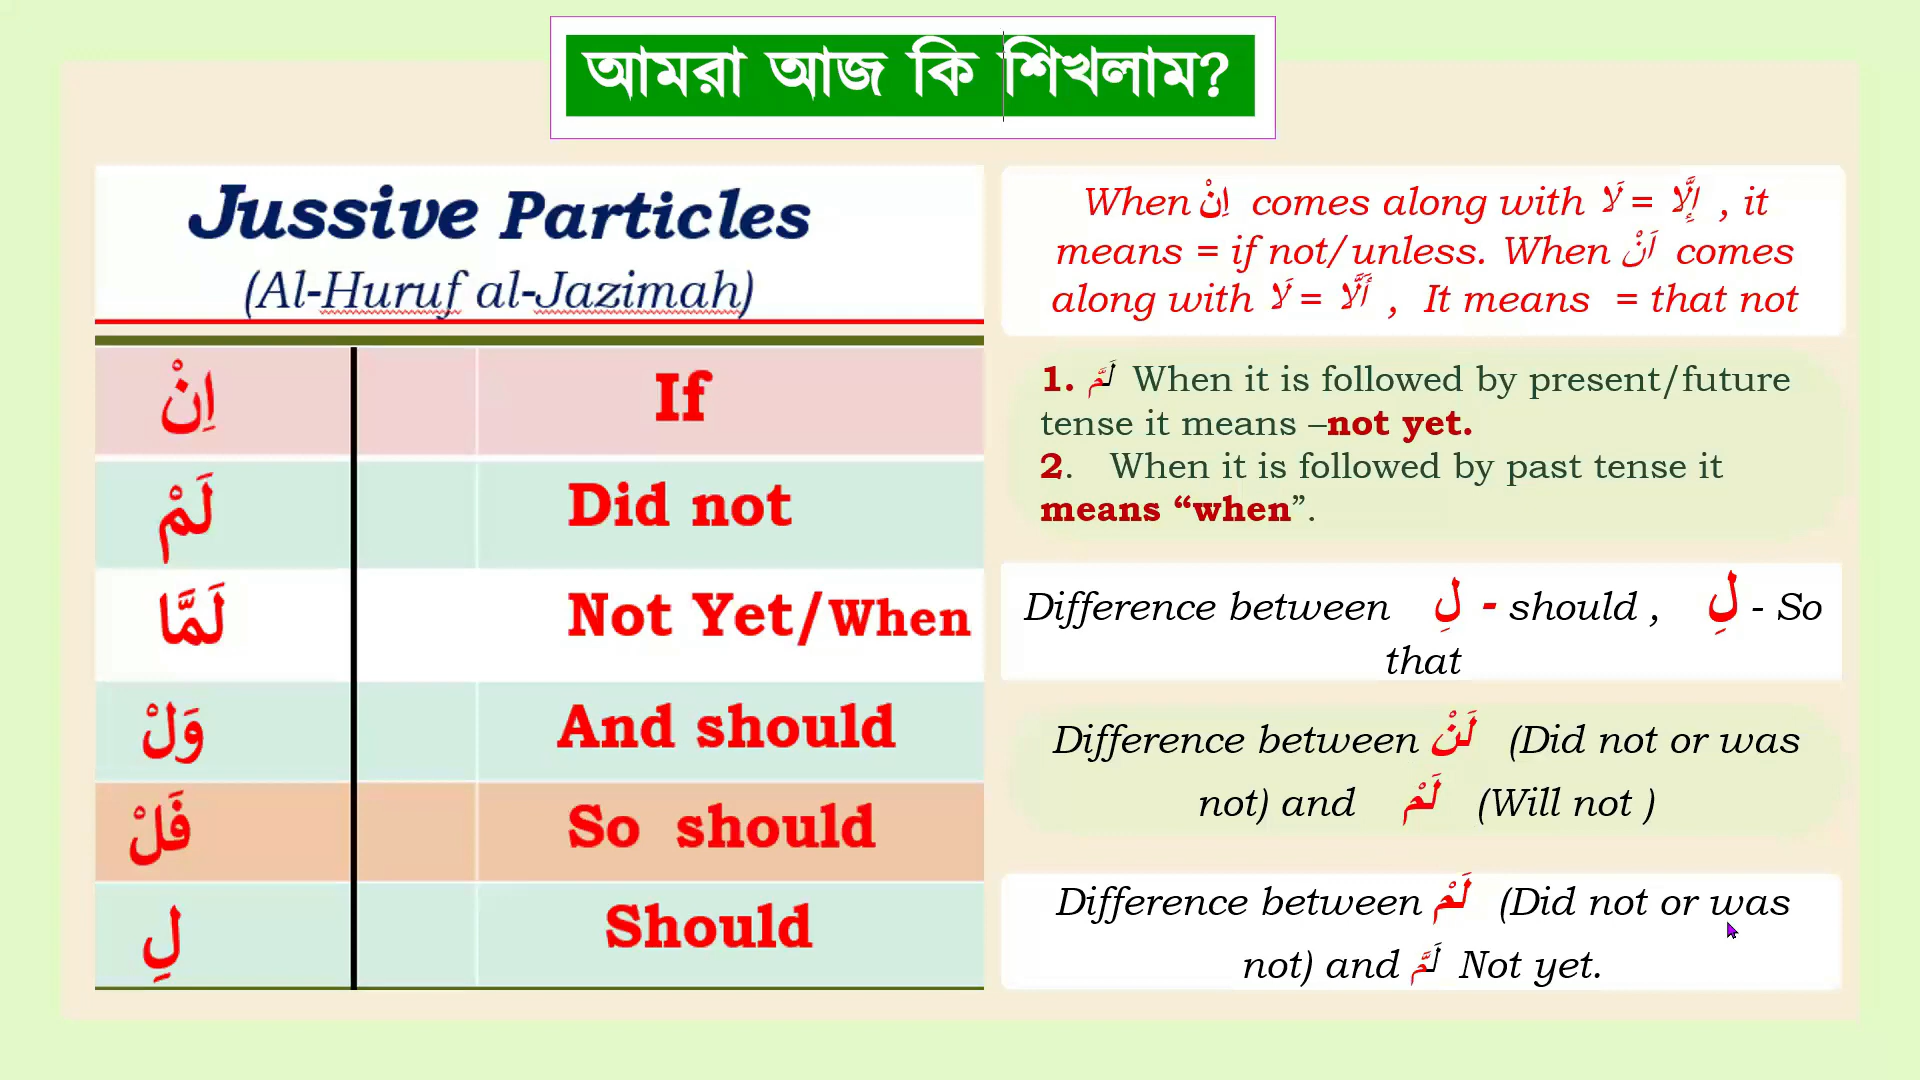 আমরা আজ কি শিখলাম?
Jussive Particles
(Al-Huruf al-Jazimah)
اِنْ If
لَمْ Did not
لَمَّا Not Yet/When
وَلْ And should
فَلْ So should
لِ Should
When اِنْ comes along with لَا = إِلَّا , it
means = if not/unless. When اَنْ comes
along with لَا = أَلَّا , It means = that not
1. لَمَّ When it is followed by present/future
tense it means –not yet.
2. When it is followed by past tense it
means “when”.
Difference between لِ - should , لِ - So
that
Difference between لَنْ (Did not or was
not) and لَمْ (Will not )
Difference between لَمْ (Did not or was
not) and لَمَّ Not yet.